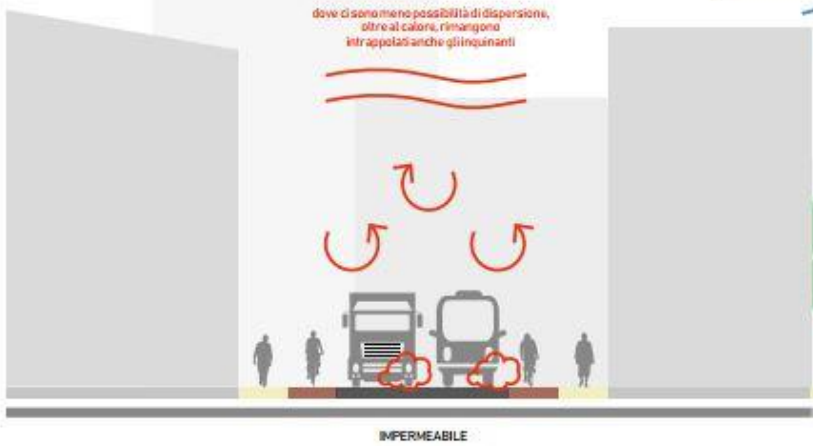 dove ci sono meno possibilità di dispersione,
oltre al calore, rimangono
intrappolati anche gli inquinanti
IMPERMEABILE